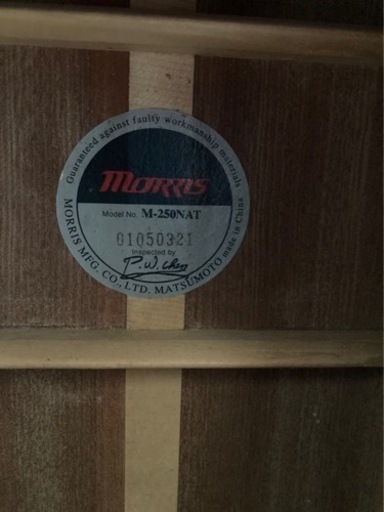 Guaranteed against faulty workmanship materials
MORRIS
Model No. M-250NAT
01050321
Inspected by
P.W. Chen
MORRIS MFG. CO., LTD. MATSUMOTO made in China